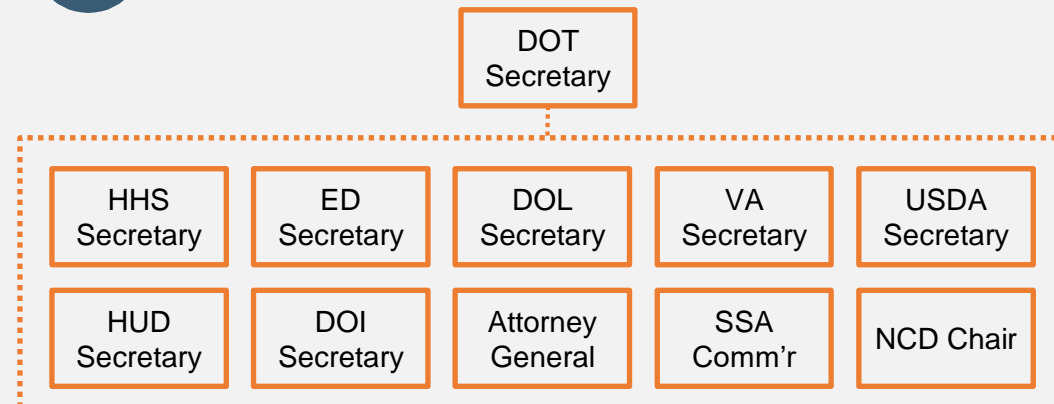 DOT
Secretary
HHS
Secretary
ED
Secretary
DOL
Secretary
VA
Secretary
USDA
Secretary
HUD
Secretary
DOI
Secretary
Attorney
General
SSA
Comm’r
NCD Chair